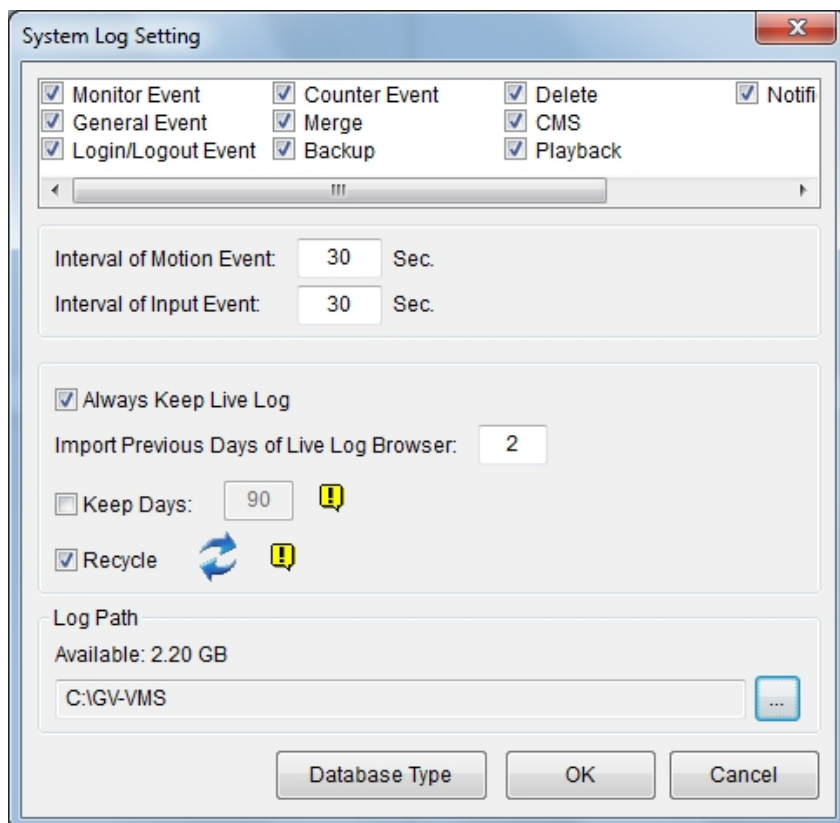 System Log Setting
Monitor Event Counter Event Delete Notifi
General Event Merge CMS
Login/Logout Event Backup Playback
Interval of Motion Event: 30 Sec.
Interval of Input Event: 30 Sec.
Always Keep Live Log
Import Previous Days of Live Log Browser: 2
Keep Days: 90
Recycle
Log Path
Available: 2.20 GB
C:\GV-VMS ...
Database Type OK Cancel